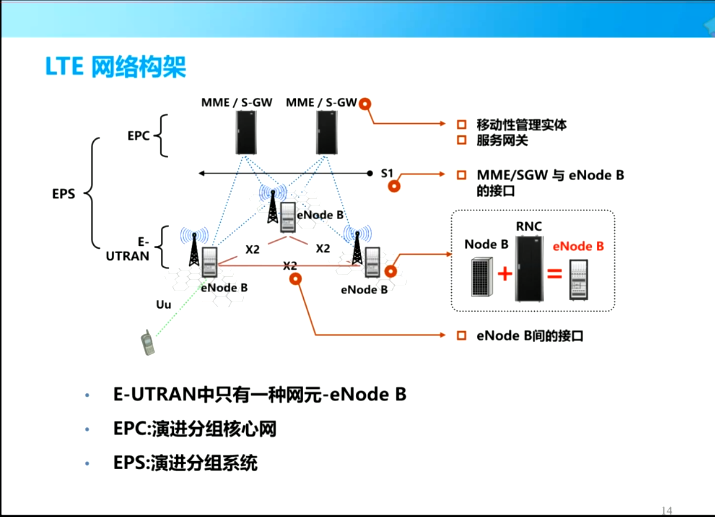 LTE 网络构架
MME / S-GW
MME / S-GW
EPC
移动性管理实体
服务网关
S1
MME/SGW 与 eNode B
的接口
EPS
eNode B
E-
UTRAN
X2
X2
X2
RNC
Node B
eNode B
eNode B
eNode B
Uu
eNode B间的接口
• E-UTRAN中只有一种网元-eNode B
• EPC:演进分组核心网
• EPS:演进分组系统
14